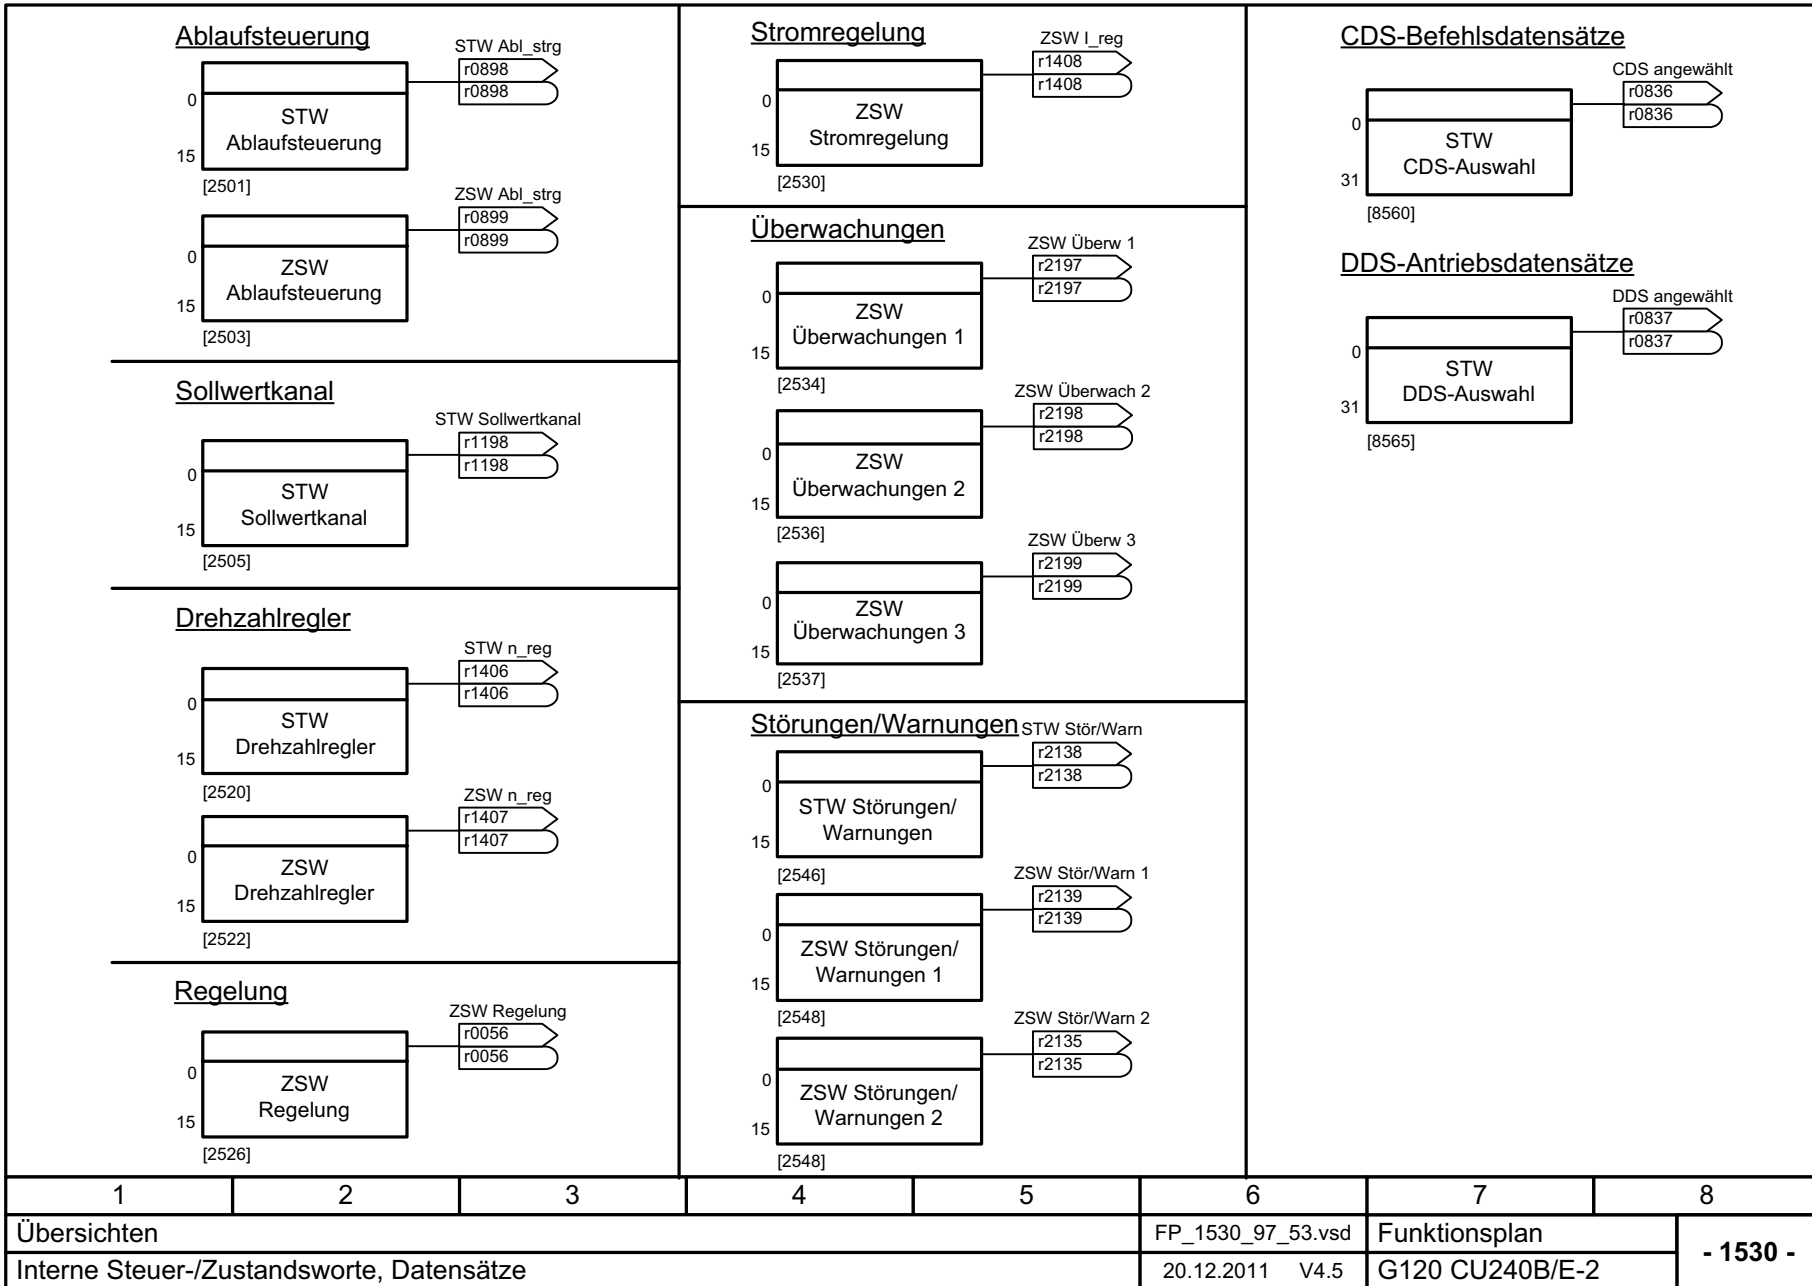 Ablaufsteuerung
STW Abl_strg
r0898
r0898
0
STW
Ablaufsteuerung
15
[2501]
ZSW Abl_strg
r0899
r0899
0
ZSW
Ablaufsteuerung
15
[2503]
Sollwertkanal
STW Sollwertkanal
r1198
r1198
0
STW
Sollwertkanal
15
[2505]
Drehzahlregler
STW n_reg
r1406
r1406
0
STW
Drehzahlregler
15
[2520]
ZSW n_reg
r1407
r1407
0
ZSW
Drehzahlregler
15
[2522]
Regelung
ZSW Regelung
r0056
r0056
0
ZSW
Regelung
15
[2526]
Stromregelung
ZSW I_reg
r1408
r1408
0
ZSW
Stromregelung
15
[2530]
Überwachungen
ZSW Überw 1
r2197
r2197
0
ZSW
Überwachungen 1
15
[2534]
ZSW Überwach 2
r2198
r2198
0
ZSW
Überwachungen 2
15
[2536]
ZSW Überw 3
r2199
r2199
0
ZSW
Überwachungen 3
15
[2537]
Störungen/Warnungen
STW Stör/Warn
r2138
r2138
0
STW Störungen/
Warnungen
15
[2546]
ZSW Stör/Warn 1
r2139
r2139
0
ZSW Störungen/
Warnungen 1
15
[2548]
ZSW Stör/Warn 2
r2135
r2135
0
ZSW Störungen/
Warnungen 2
15
[2548]
CDS-Befehlsdatensätze
CDS angewählt
r0836
r0836
0
STW
CDS-Auswahl
31
[8560]
DDS-Antriebsdatensätze
DDS angewählt
r0837
r0837
0
STW
DDS-Auswahl
31
[8565]
1 2 3 4 5 6 7 8
Übersichten
FP_1530_97_53.vsd
Funktionsplan
- 1530 -
Interne Steuer-/Zustandsworte, Datensätze
20.12.2011 V4.5
G120 CU240B/E-2